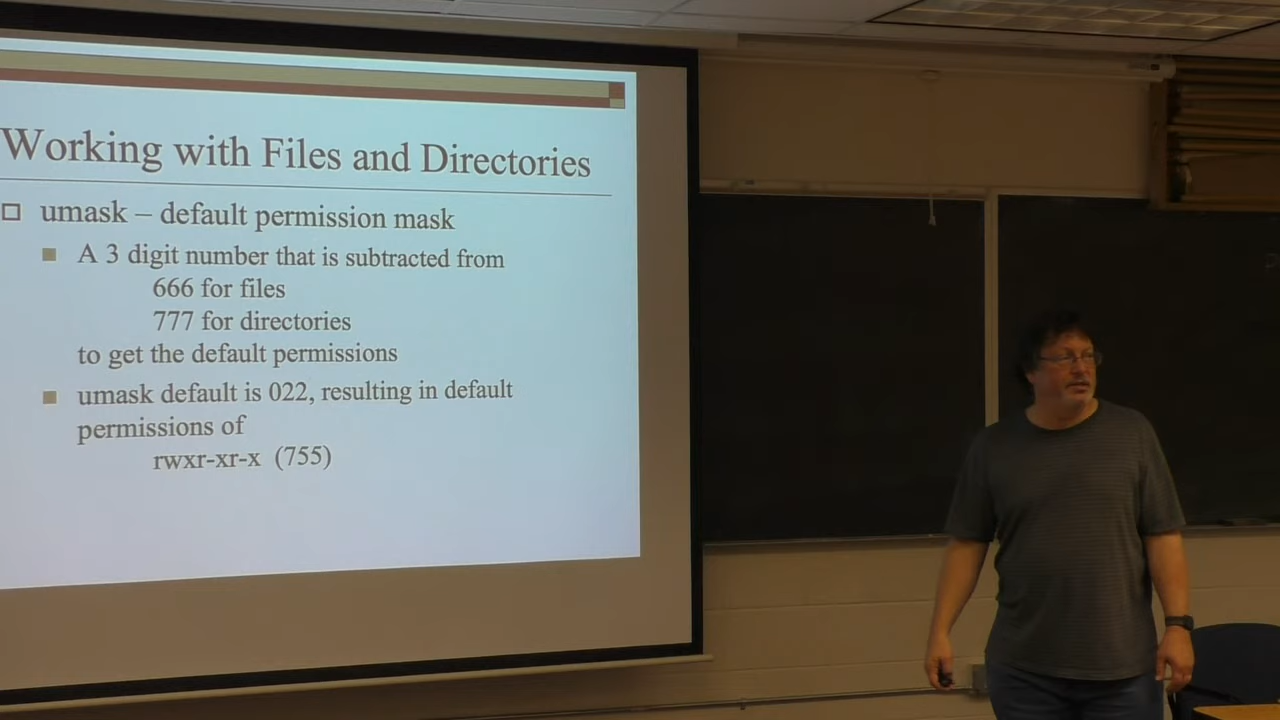 Working with Files and Directories
umask – default permission mask
A 3 digit number that is subtracted from
666 for files
777 for directories
to get the default permissions
umask default is 022, resulting in default
permissions of
rwxr-xr-x (755)